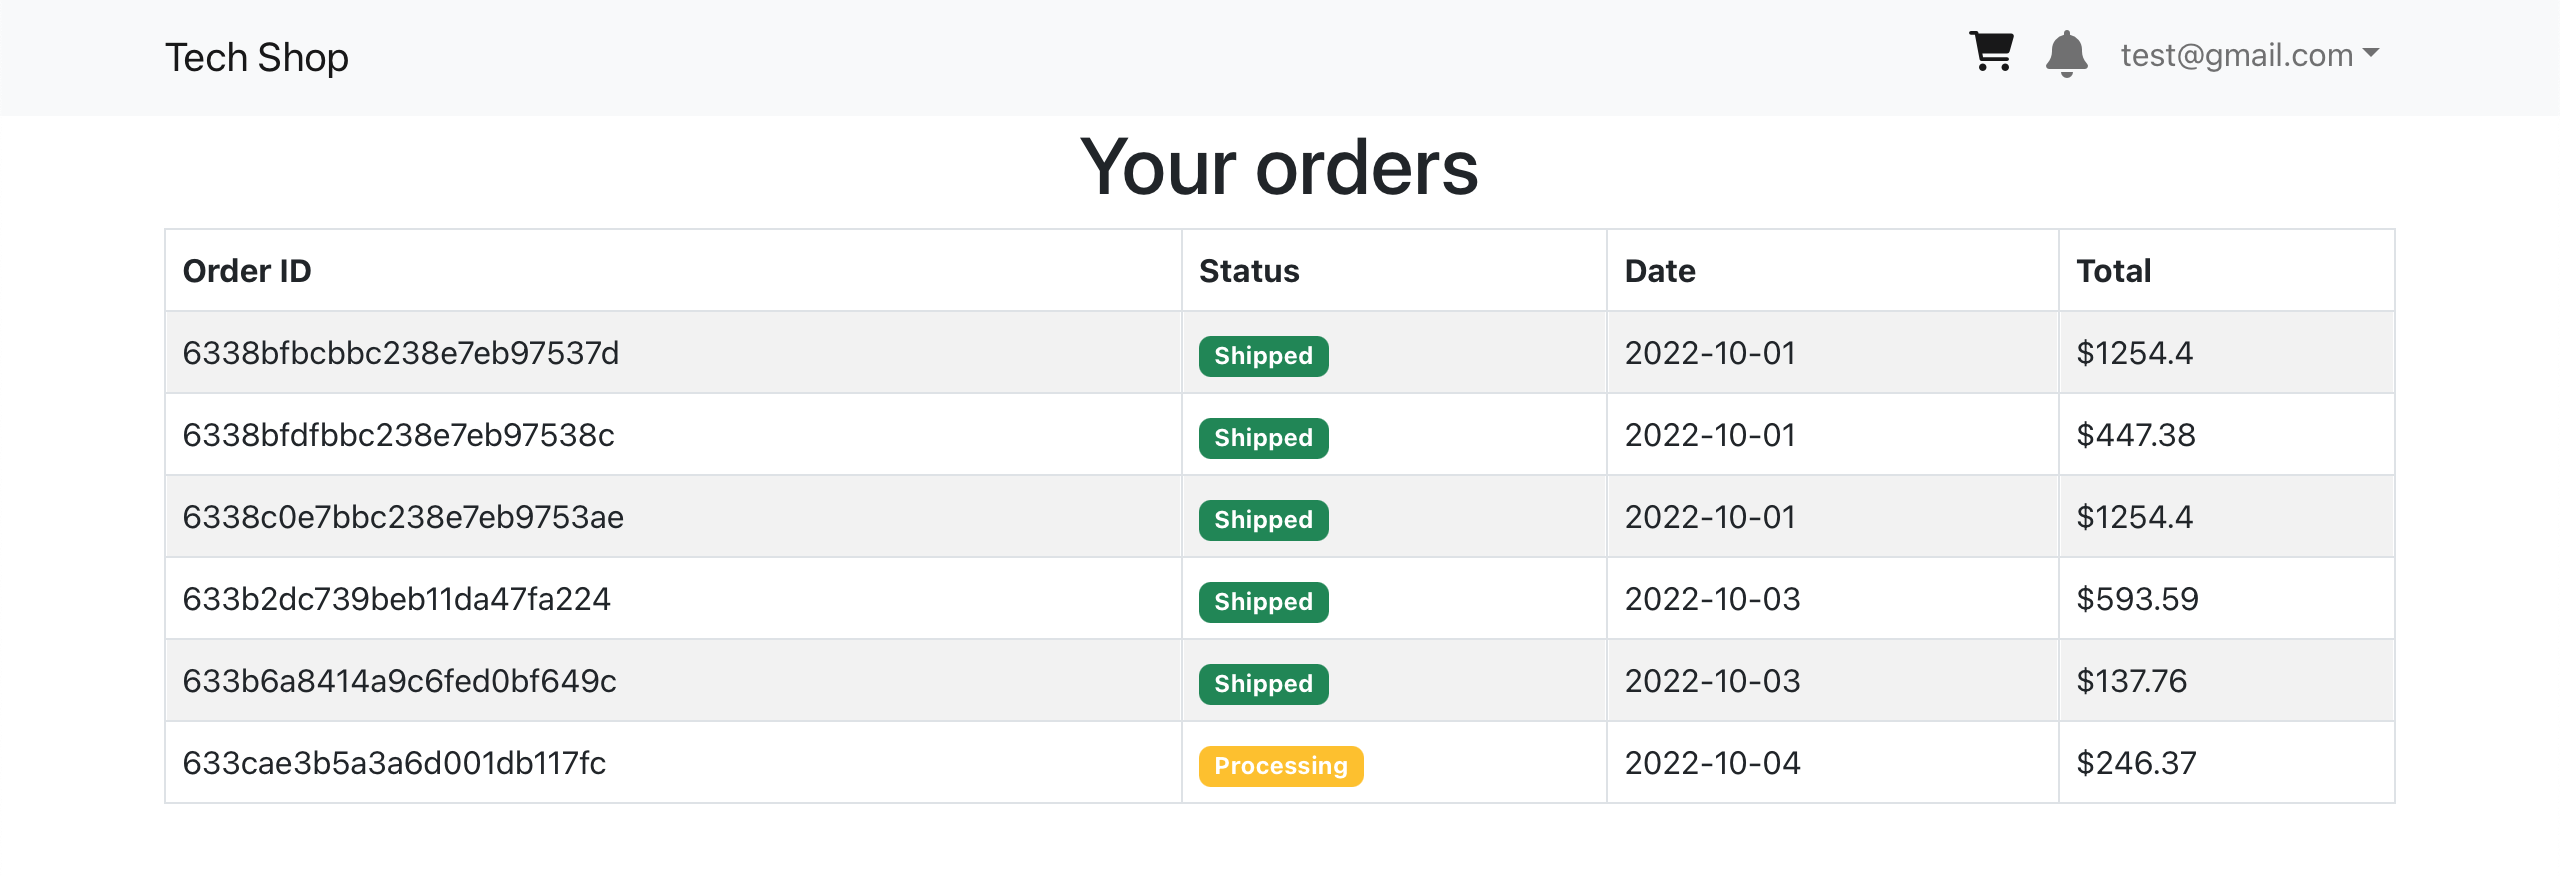 Tech Shop test@gmail.com
Your orders
Order ID Status Date Total
6338bfbcbbc238e7eb97537d Shipped 2022-10-01 $1254.4
6338bfdfbbc238e7eb97538c Shipped 2022-10-01 $447.38
6338c0e7bbc238e7eb9753ae Shipped 2022-10-01 $1254.4
633b2dc739beb11da47fa224 Shipped 2022-10-03 $593.59
633b6a8414a9c6fed0bf649c Shipped 2022-10-03 $137.76
633cae3b5a3a6d001db117fc Processing 2022-10-04 $246.37